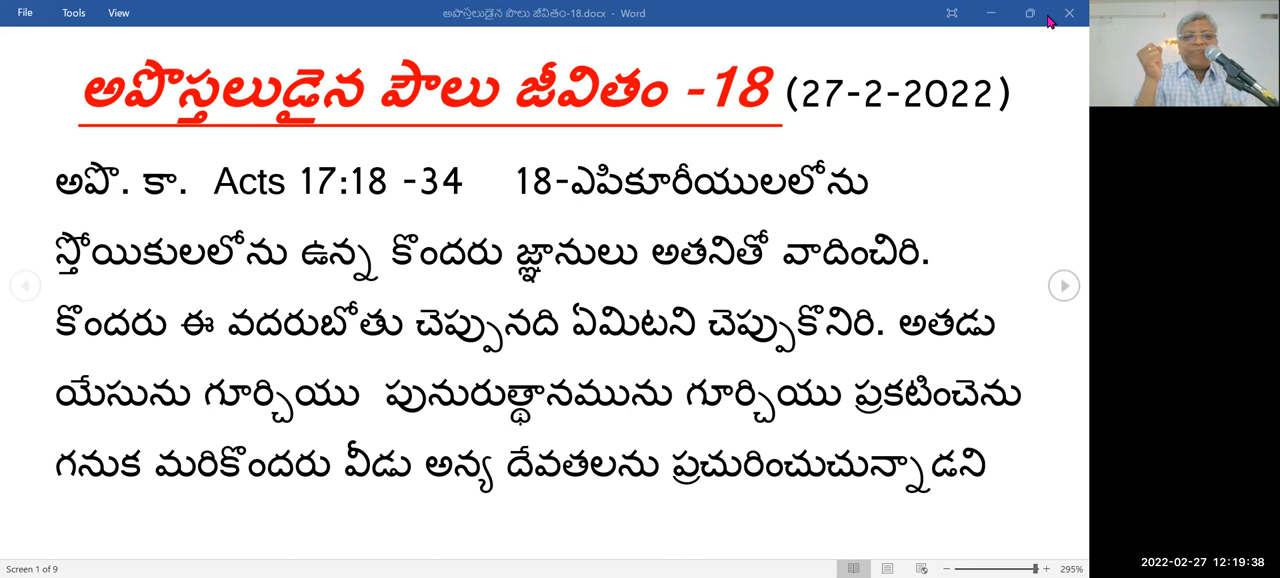 File Tools View అపొస్తలుడైన పౌలు జీవితం-18.docx - Word
అపొస్తలుడైన పౌలు జీవితం -18 (27-2-2022)
అపొ. కా. Acts 17:18 -34 18-ఎపికూరీయులలోను
స్తోయికులలోను ఉన్న కొందరు జ్ఞానులు అతనితో వాదించిరి.
కొందరు ఈ వదరుబోతు చెప్పునది ఏమిటని చెప్పుకొనిరి. అతడు
యేసును గూర్చియు పునురుత్థానమును గూర్చియు ప్రకటించెను
గనుక మరికొందరు వీడు అన్య దేవతలను ప్రచురించుచున్నాడని
Screen 1 of 9 295%
2022-02-27 12:19:38